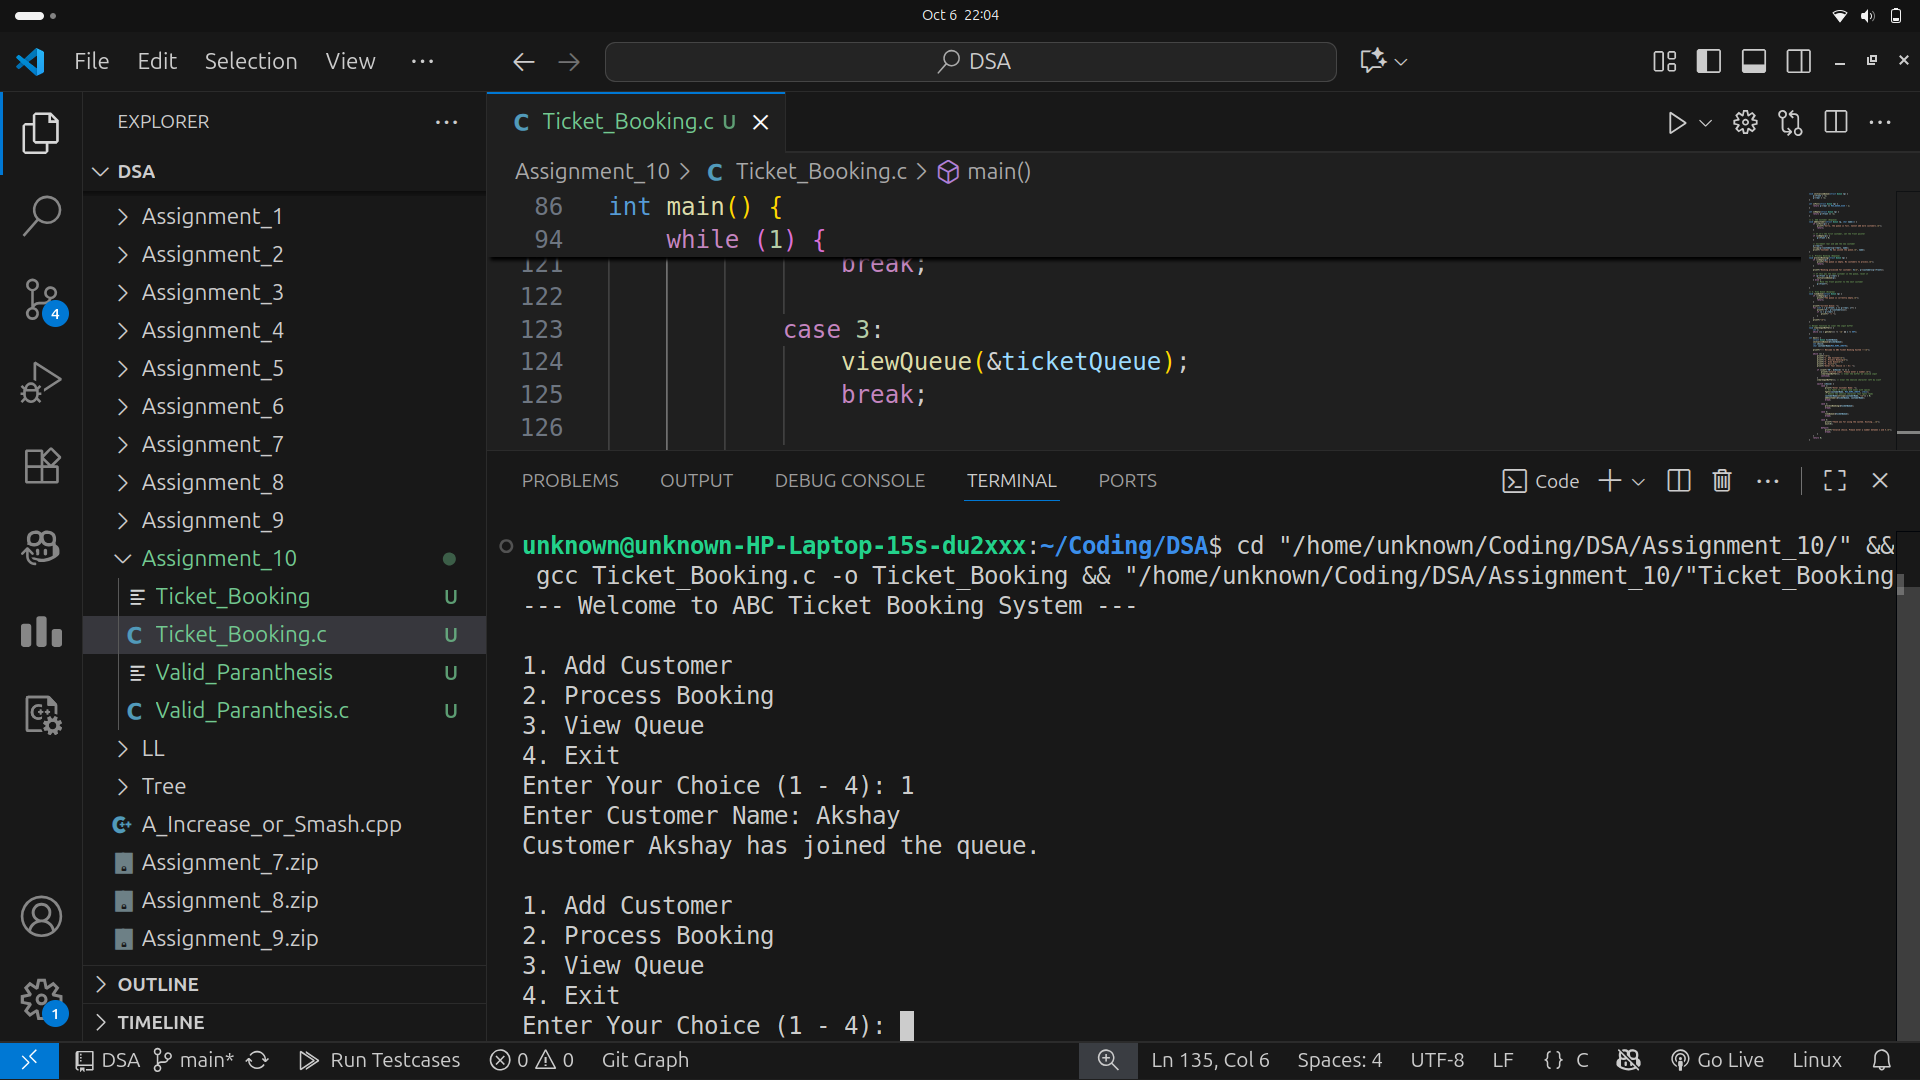 Oct 6 22:04
File Edit Selection View ···
DSA
EXPLORER
DSA
Assignment_1
Assignment_2
Assignment_3
Assignment_4
Assignment_5
Assignment_6
Assignment_7
Assignment_8
Assignment_9
Assignment_10
Ticket_Booking U
C Ticket_Booking.c U
Valid_Paranthesis U
C Valid_Paranthesis.c U
LL
Tree
A_Increase_or_Smash.cpp
Assignment_7.zip
Assignment_8.zip
Assignment_9.zip
OUTLINE
TIMELINE
4
1
C Ticket_Booking.c U
Assignment_10 > C Ticket_Booking.c > main()
86 int main() {
94 while (1) {
121 break;
122
123 case 3:
124 viewQueue(&ticketQueue);
125 break;
126
PROBLEMS OUTPUT DEBUG CONSOLE TERMINAL PORTS
Code
unknown@unknown-HP-Laptop-15s-du2xxx:~/Coding/DSA$ cd "/home/unknown/Coding/DSA/Assignment_10/" &&
gcc Ticket_Booking.c -o Ticket_Booking && "/home/unknown/Coding/DSA/Assignment_10/"Ticket_Booking
--- Welcome to ABC Ticket Booking System ---
1. Add Customer
2. Process Booking
3. View Queue
4. Exit
Enter Your Choice (1 - 4): 1
Enter Customer Name: Akshay
Customer Akshay has joined the queue.
1. Add Customer
2. Process Booking
3. View Queue
4. Exit
Enter Your Choice (1 - 4):
DSA main* Run Testcases 0 0 Git Graph
Ln 135, Col 6 Spaces: 4 UTF-8 LF {} C Go Live Linux